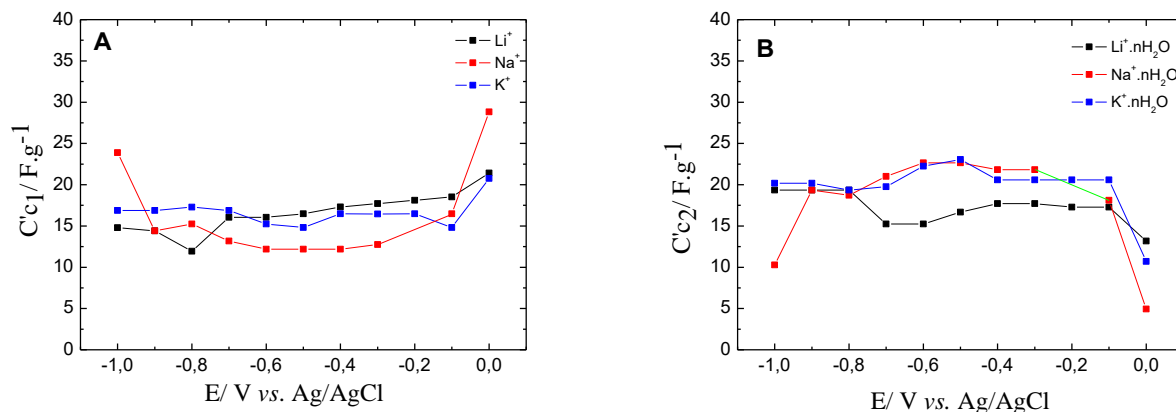 A
Li⁺
Na⁺
K⁺
40
35
30
25
20
15
10
5
0
C"c₁/ F.g⁻¹
-1,0 -0,8 -0,6 -0,4 -0,2 0,0
E/ V vs. Ag/AgCl
B
Li⁺.nH₂O
Na⁺.nH₂O
K⁺.nH₂O
40
35
30
25
20
15
10
5
0
C'c₂/ F.g⁻¹
-1,0 -0,8 -0,6 -0,4 -0,2 0,0
E/ V vs. Ag/AgCl